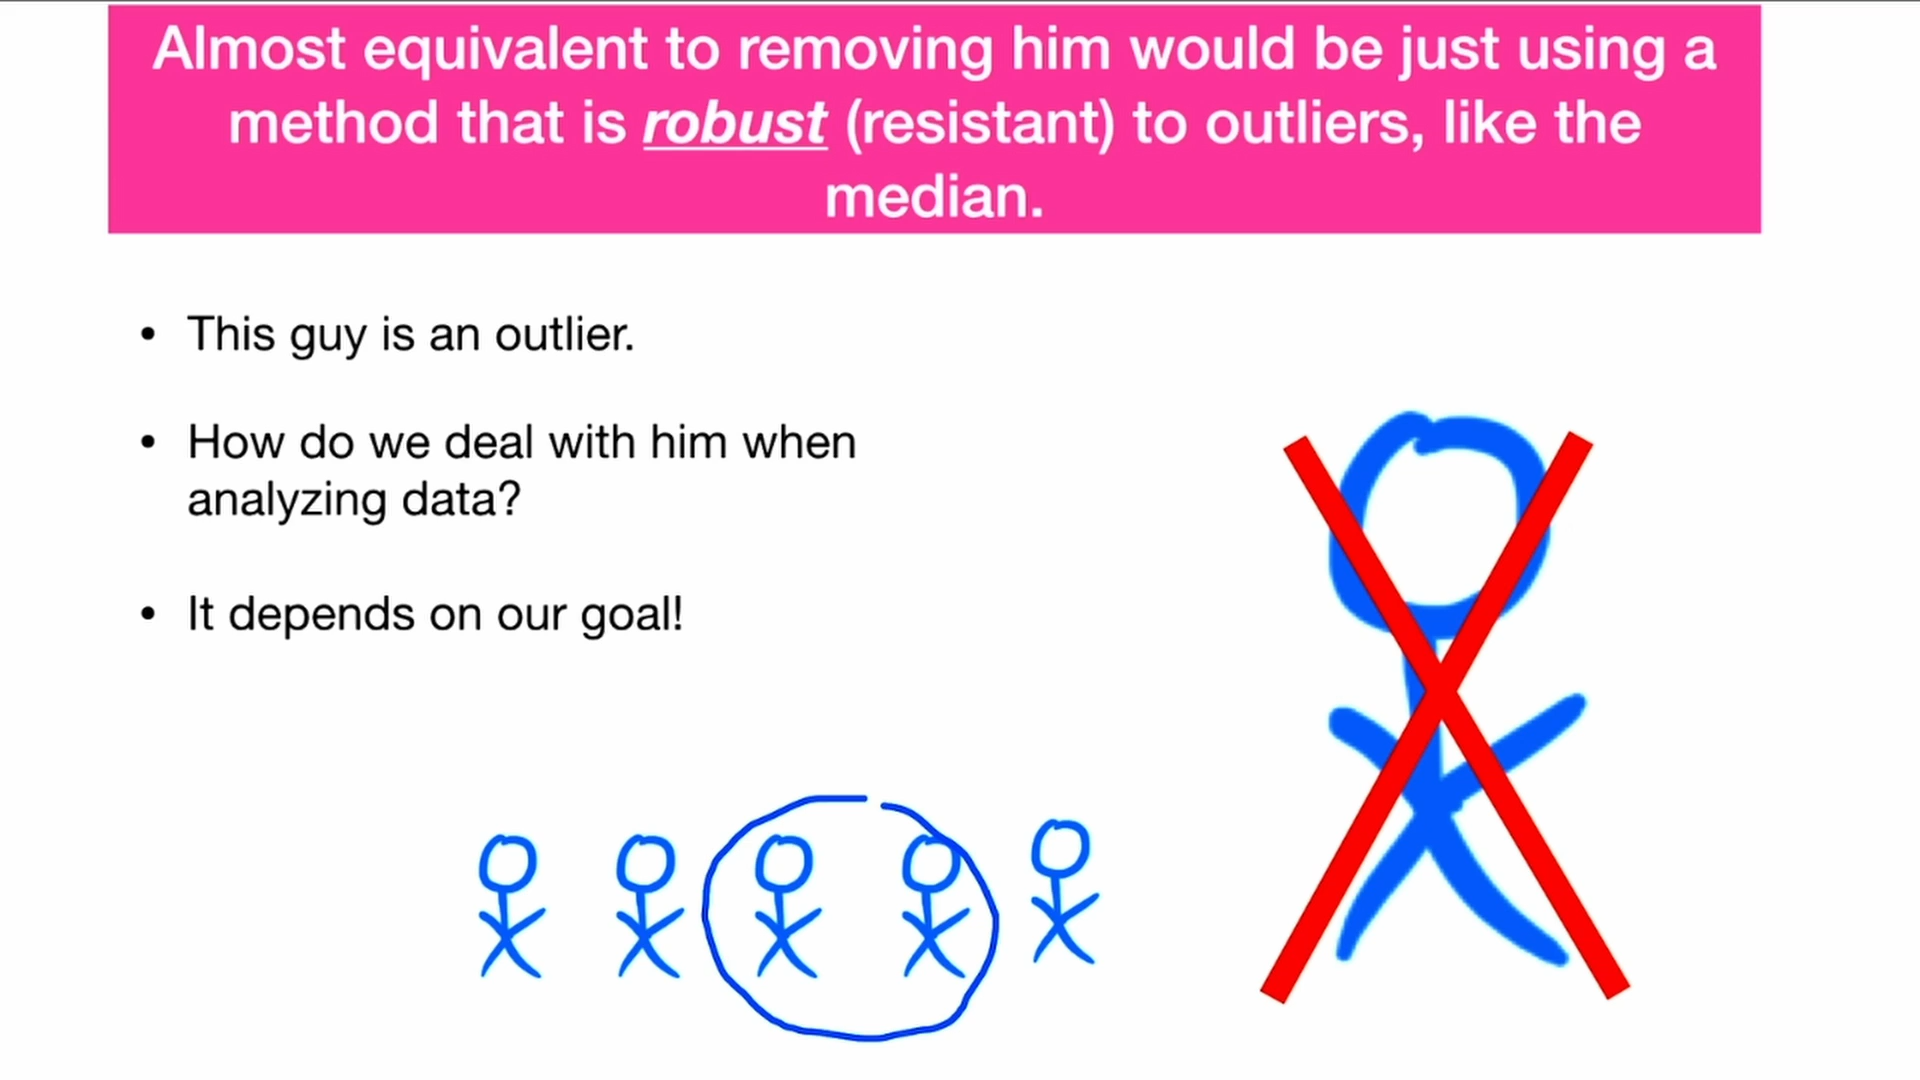 Almost equivalent to removing him would be just using a
method that is robust (resistant) to outliers, like the
median.
• This guy is an outlier.
• How do we deal with him when
analyzing data?
• It depends on our goal!